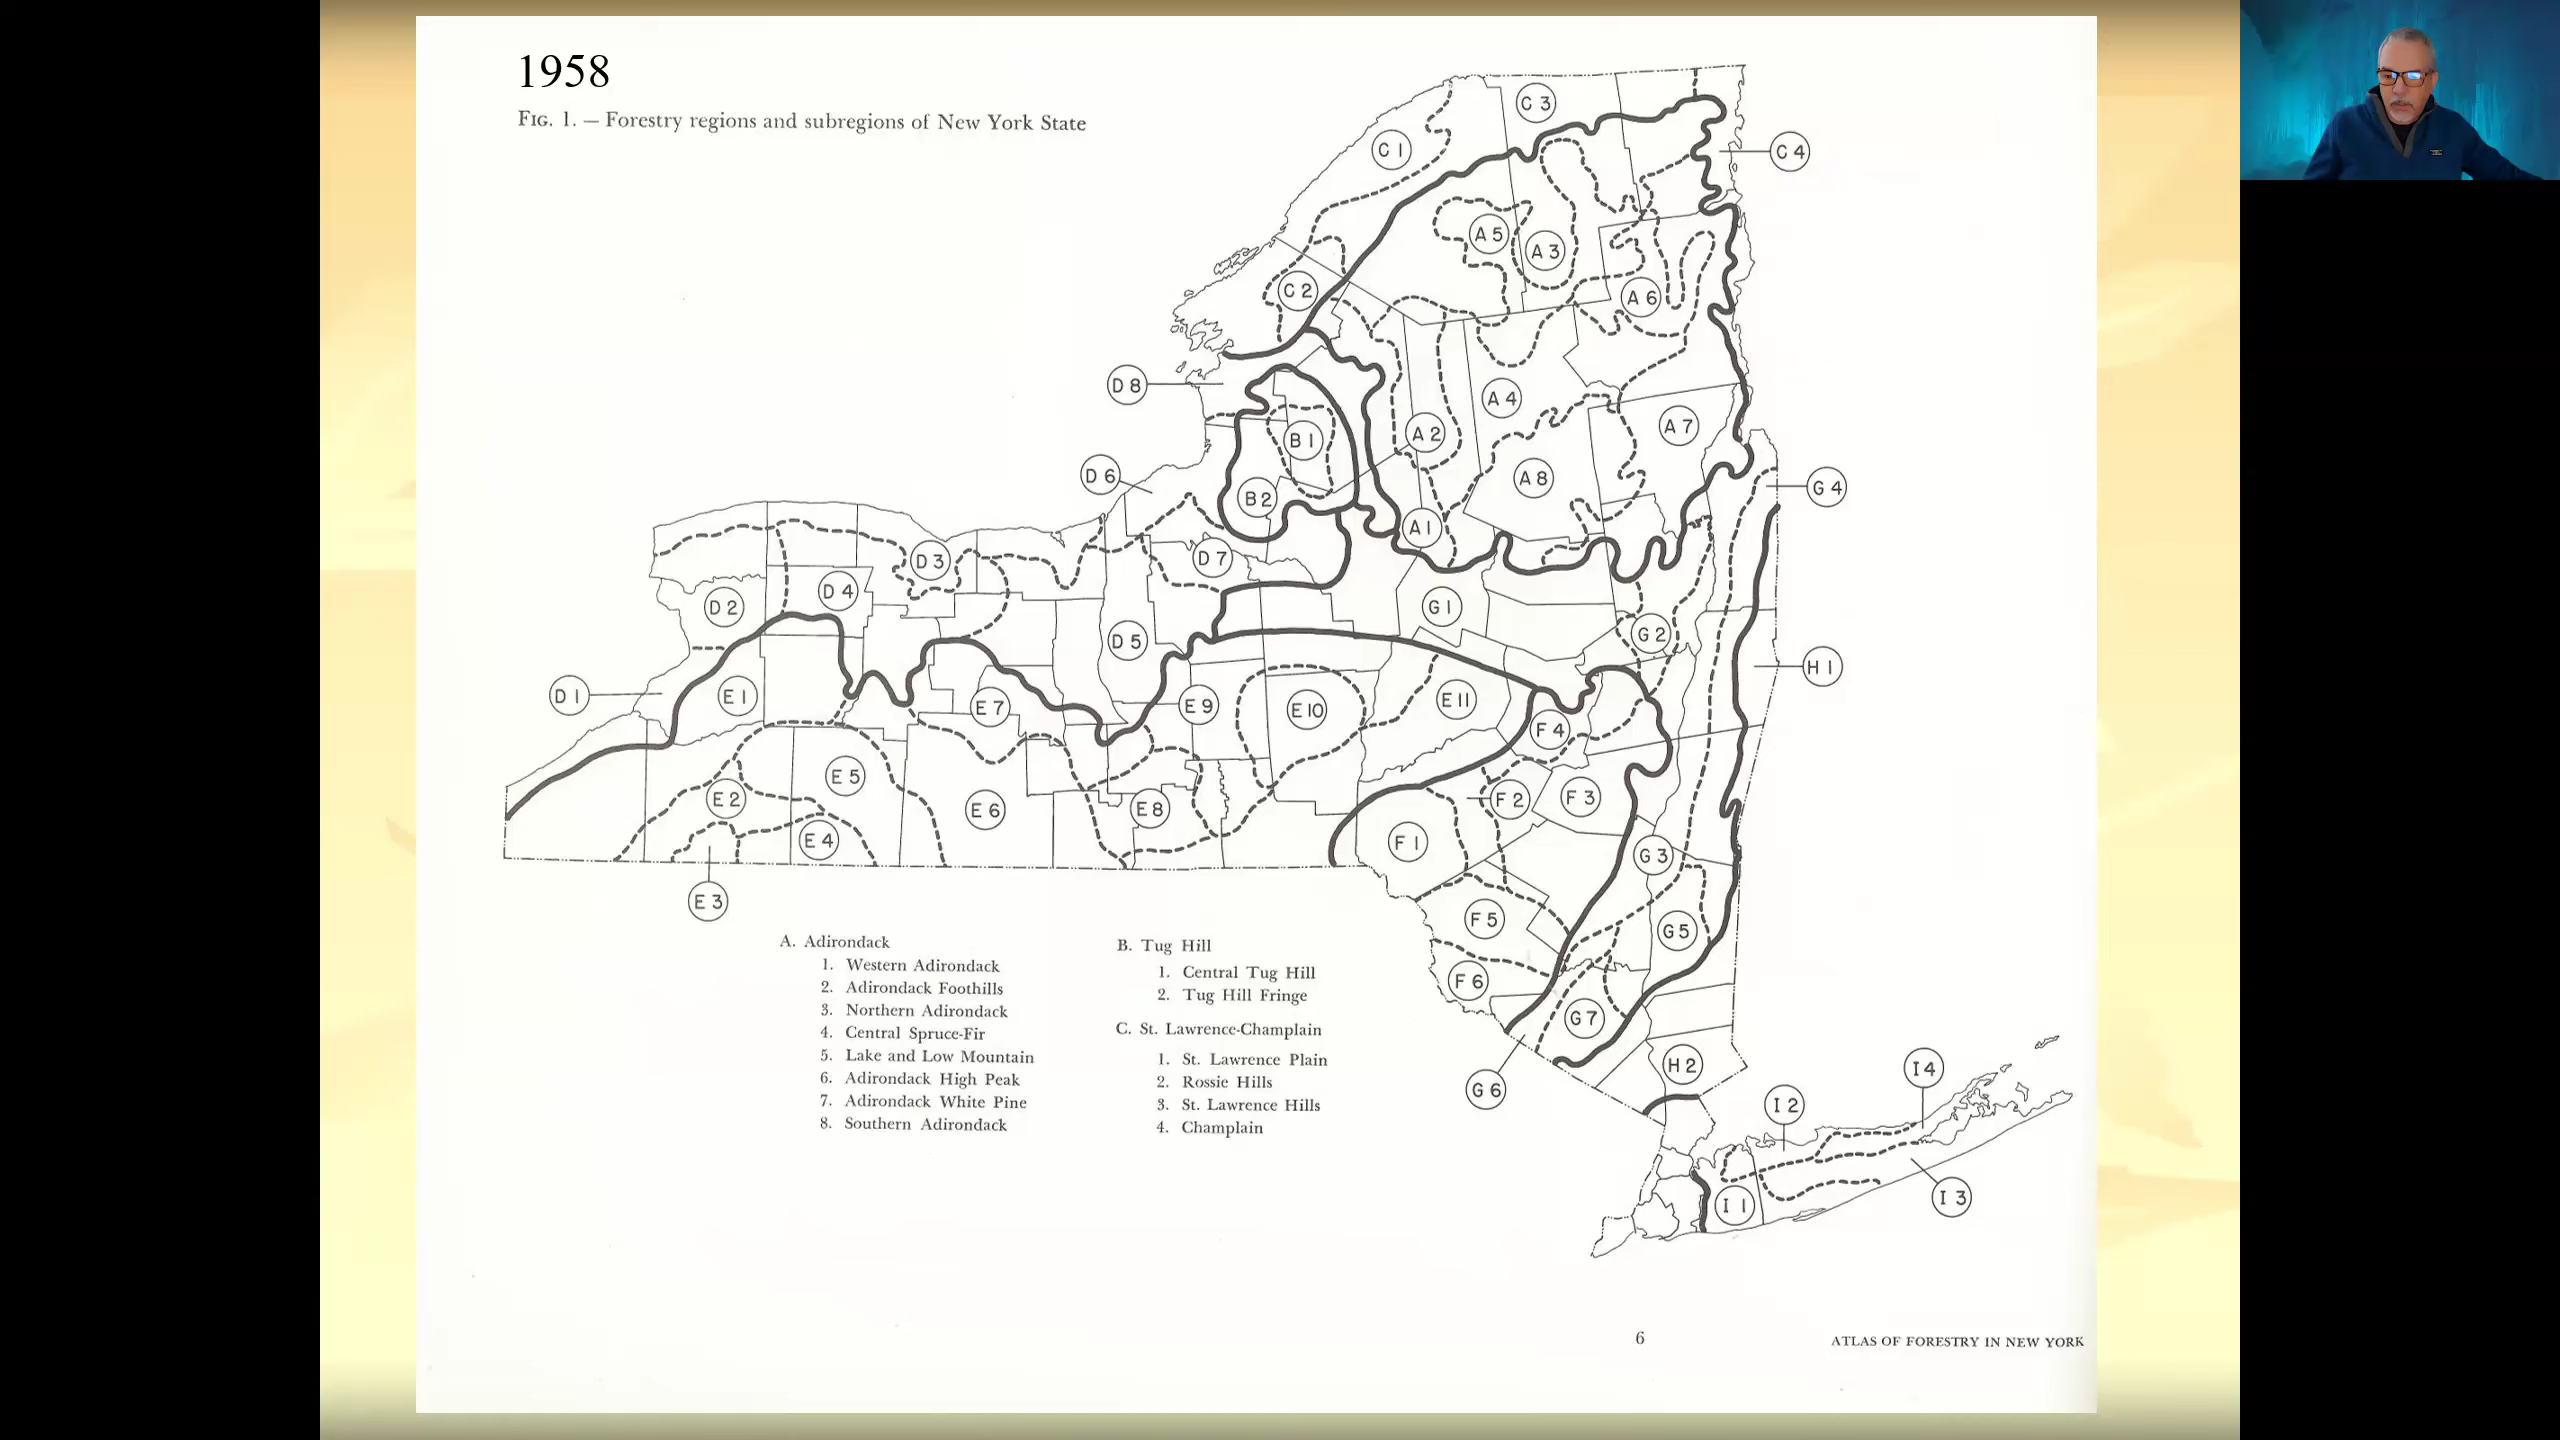 1958
FIG. 1. — Forestry regions and subregions of New York State
C 3
C 1
C 4
A 5
A 3
C 2
A 6
D 8
A 4
A 2
A 7
B 1
D 6
A 8
B 2
G 4
A 1
D 3
D 7
D 4
D 2
G 1
G 2
D 5
H 1
D 1
E 1
E 7
E 9
E 10
E 11
F 4
E 5
E 2
F 2
F 3
E 6
E 8
E 4
F 1
G 3
E 3
F 5
G 5
F 6
G 7
H 2
G 6
I 4
I 2
I 3
I 1
A. Adirondack
1. Western Adirondack
2. Adirondack Foothills
3. Northern Adirondack
4. Central Spruce-Fir
5. Lake and Low Mountain
6. Adirondack High Peak
7. Adirondack White Pine
8. Southern Adirondack
B. Tug Hill
1. Central Tug Hill
2. Tug Hill Fringe
C. St. Lawrence-Champlain
1. St. Lawrence Plain
2. Rossie Hills
3. St. Lawrence Hills
4. Champlain
6
ATLAS OF FORESTRY IN NEW YORK